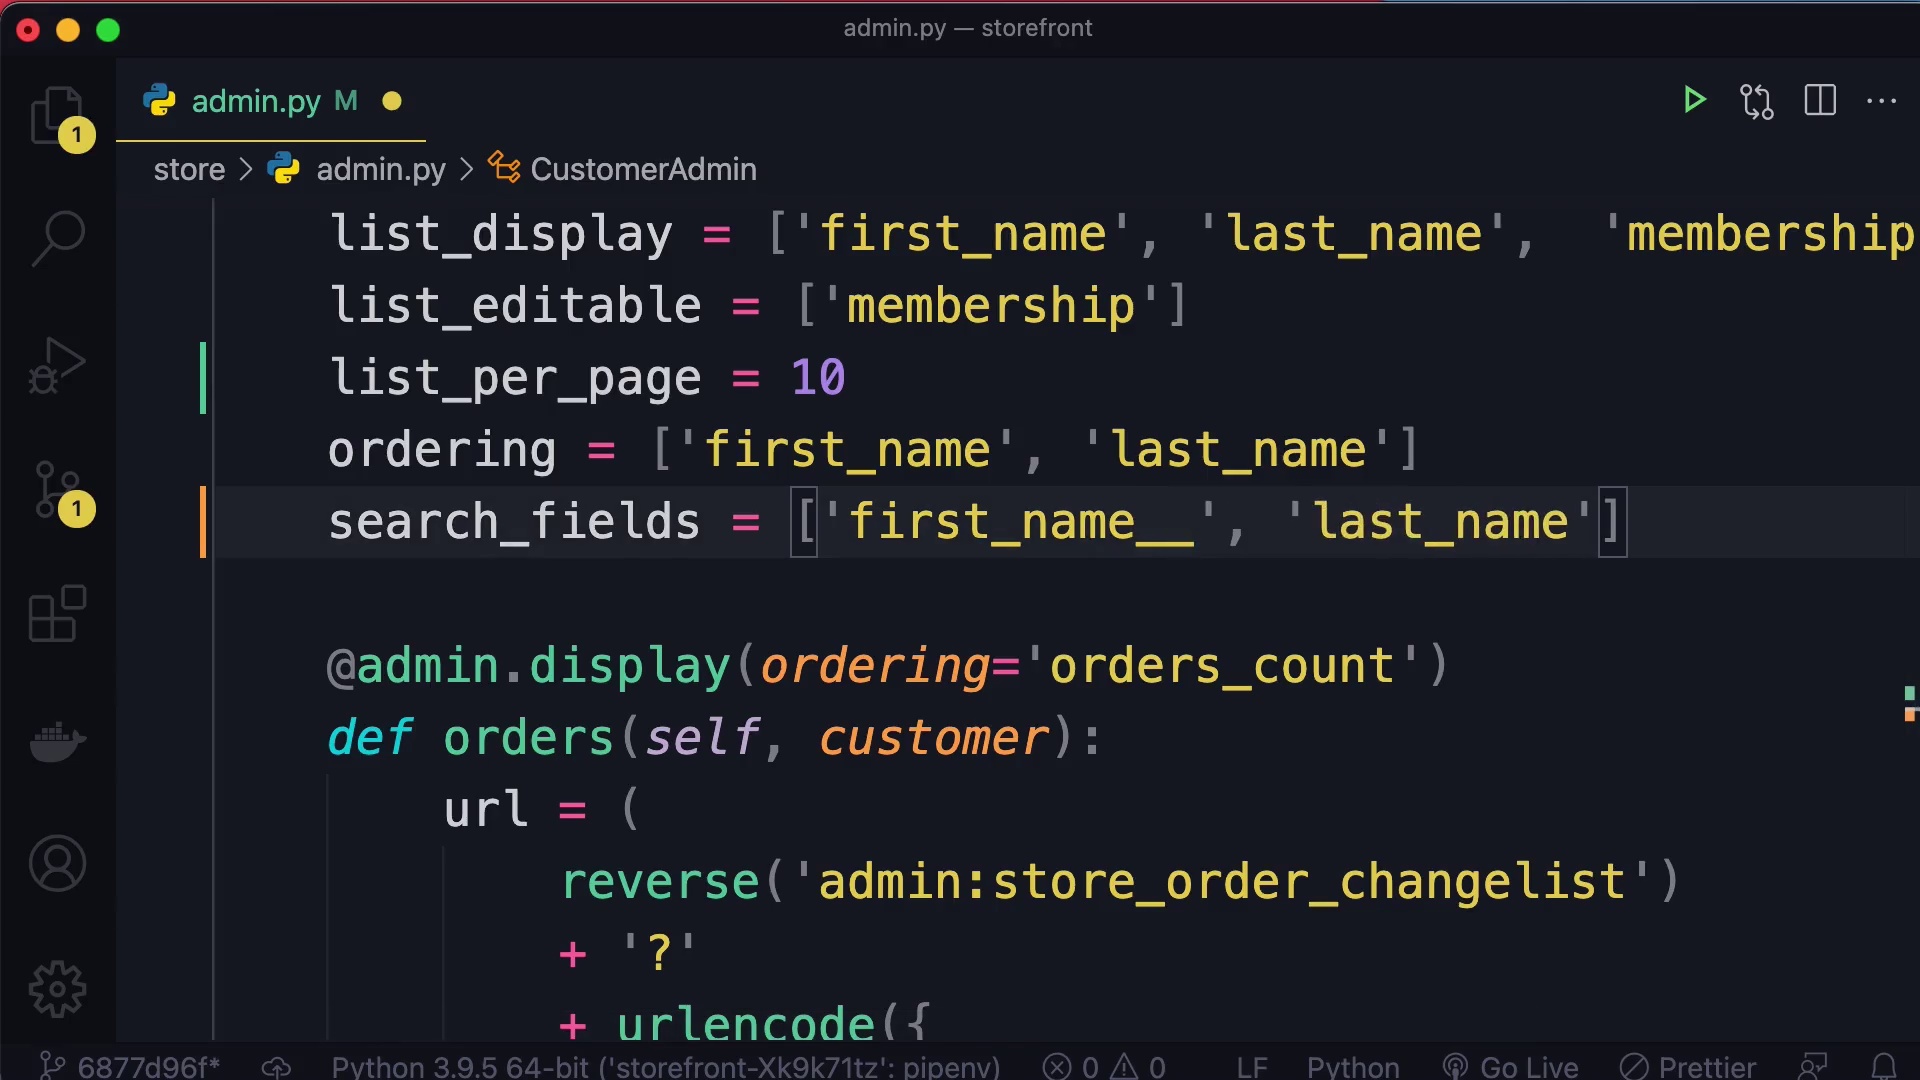 admin.py — storefront
admin.py M
1
store > admin.py > CustomerAdmin
list_display = ['first_name', 'last_name',  'membership
list_editable = ['membership']
list_per_page = 10
ordering = ['first_name', 'last_name']
search_fields = ['first_name__', 'last_name']
1
@admin.display(ordering='orders_count')
def orders(self, customer):
url = (
reverse('admin:store_order_changelist')
+ '?'
+ urlencode({
6877d96f* Python 3.9.5 64-bit ('storefront-Xk9k71tz': pipenv) 0 0 LF Python Go Live Prettier